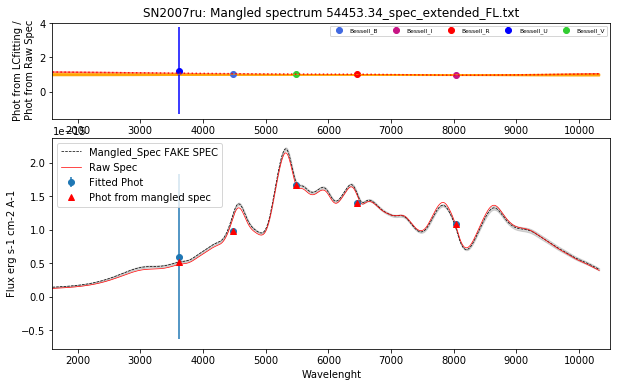 SN2007ru: Mangled spectrum 54453.34_spec_extended_FL.txt
Phot from LCfitting /
Phot from Raw Spec
4
2
0
Bessell_B
Bessell_I
Bessell_R
Bessell_U
Bessell_V
2000 3000 4000 5000 6000 7000 8000 9000 10000
1e−15
Flux erg s-1 cm-2 A-1
2.0
1.5
1.0
0.5
0.0
−0.5
Mangled_Spec FAKE SPEC
Raw Spec
Fitted Phot
Phot from mangled spec
2000 3000 4000 5000 6000 7000 8000 9000 10000
Wavelenght